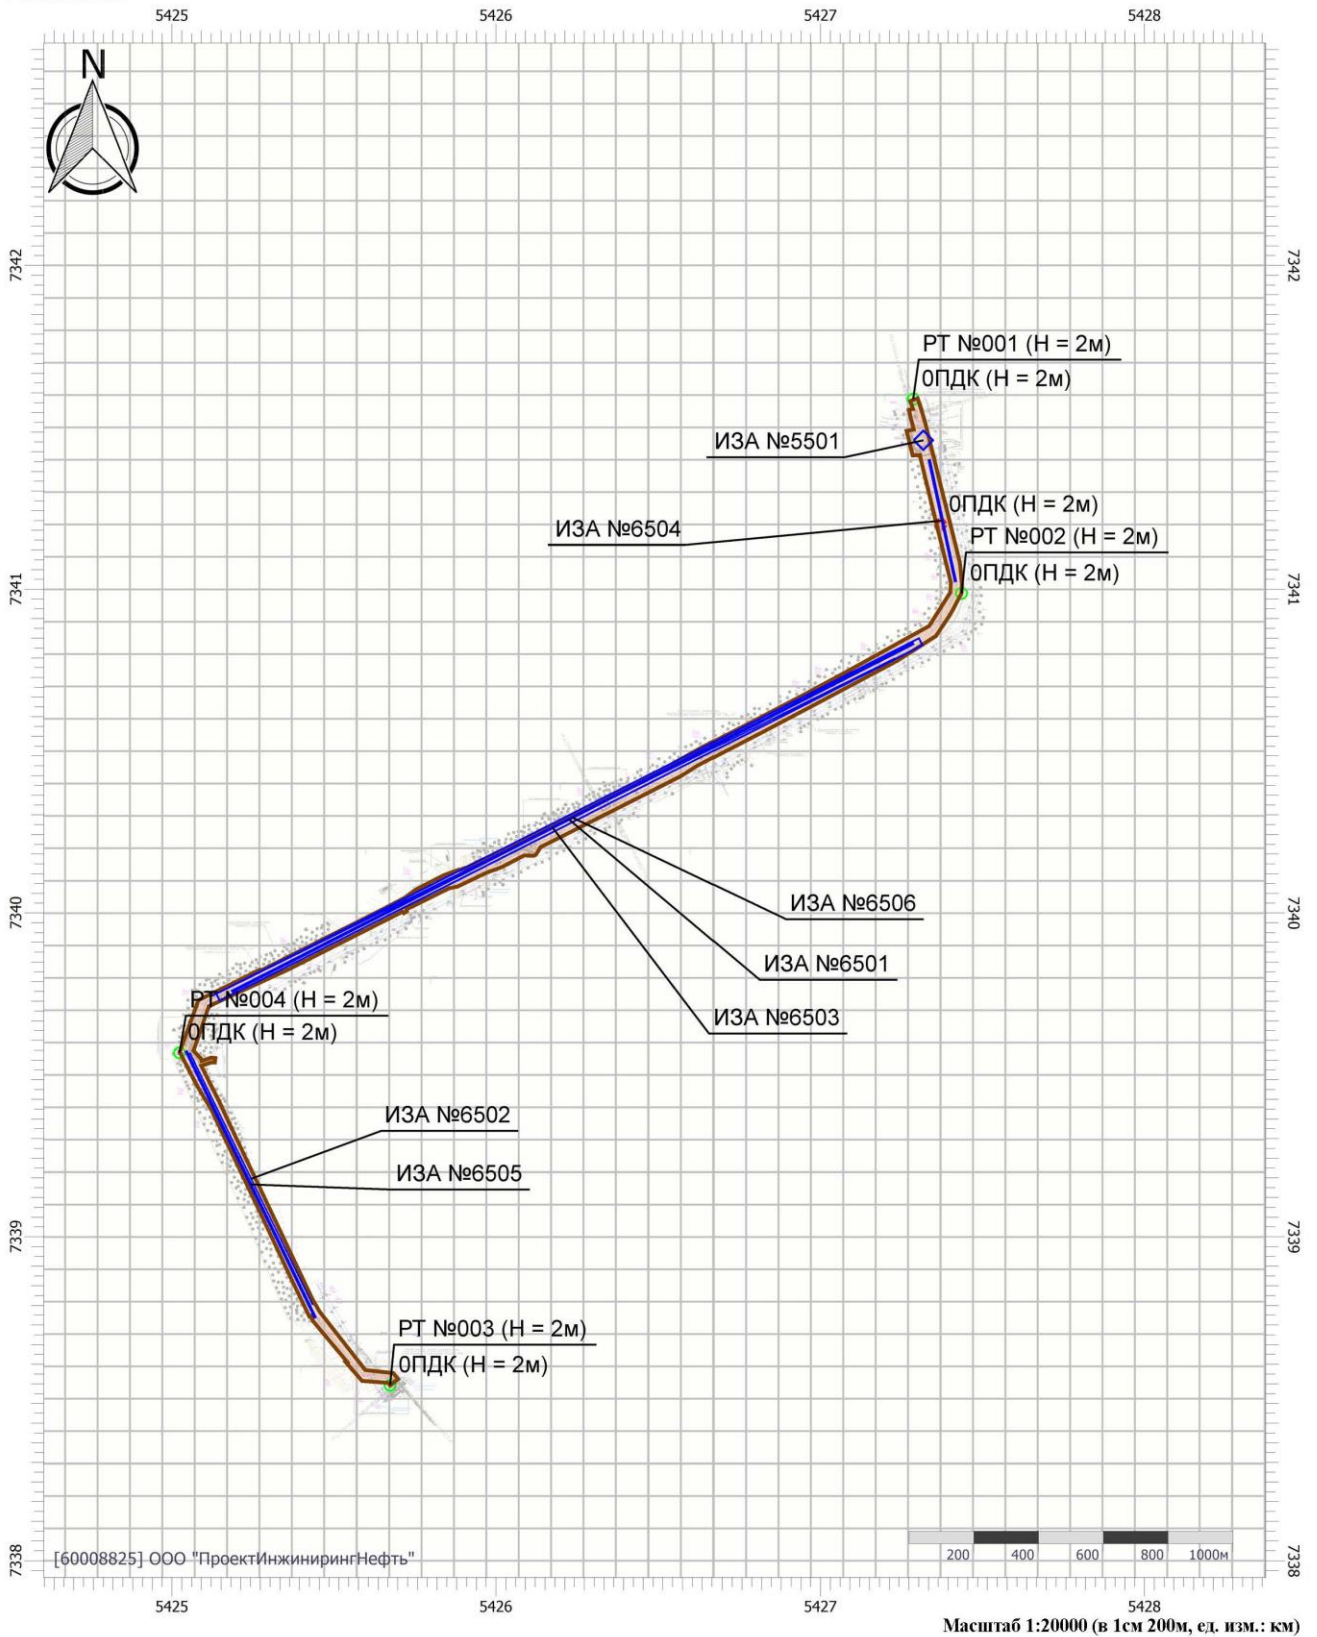 5425 5426 5427 5428
N
7342 7342
РТ №001 (Н = 2м)
0ПДК (Н = 2м)
ИЗА №5501
0ПДК (Н = 2м)
ИЗА №6504
РТ №002 (Н = 2м)
0ПДК (Н = 2м)
7341 7341
ИЗА №6506
7340 7340
ИЗА №6501
РТ №004 (Н = 2м)
ИЗА №6503
0ПДК (Н = 2м)
ИЗА №6502
ИЗА №6505
7339 7339
РТ №003 (Н = 2м)
0ПДК (Н = 2м)
[60008825] ООО "ПроектИнжинирингНефть"
200 400 600 800 1000м
7338 7338
5425 5426 5427 5428
Масштаб 1:20000 (в 1см 200м, ед. изм.: км)